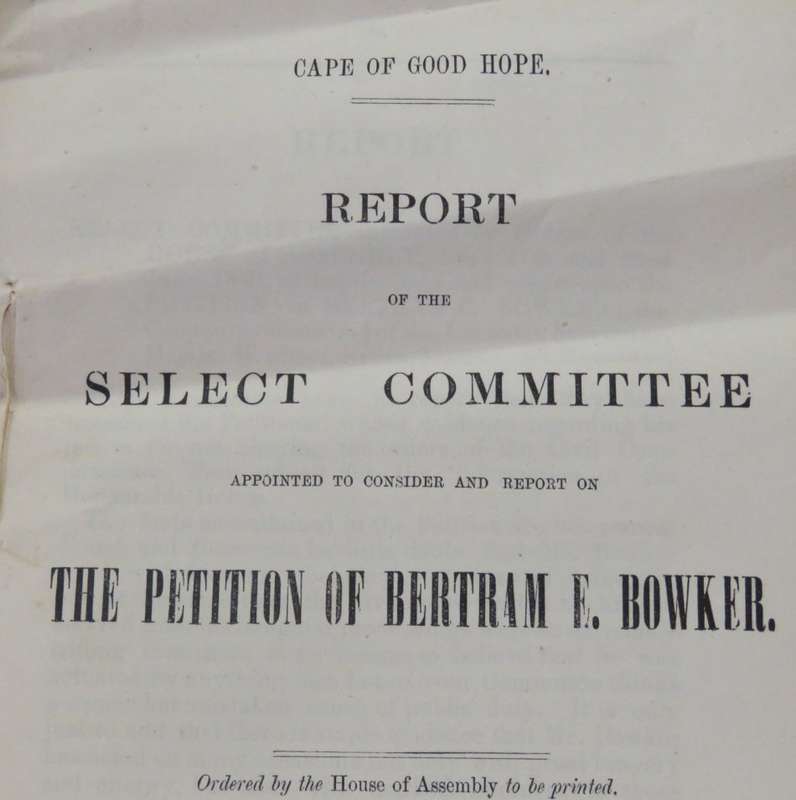 CAPE OF GOOD HOPE.
REPORT
OF THE
SELECT COMMITTEE
APPOINTED TO CONSIDER AND REPORT ON
THE PETITION OF BERTRAM E. BOWKER.
Ordered by the House of Assembly to be printed.